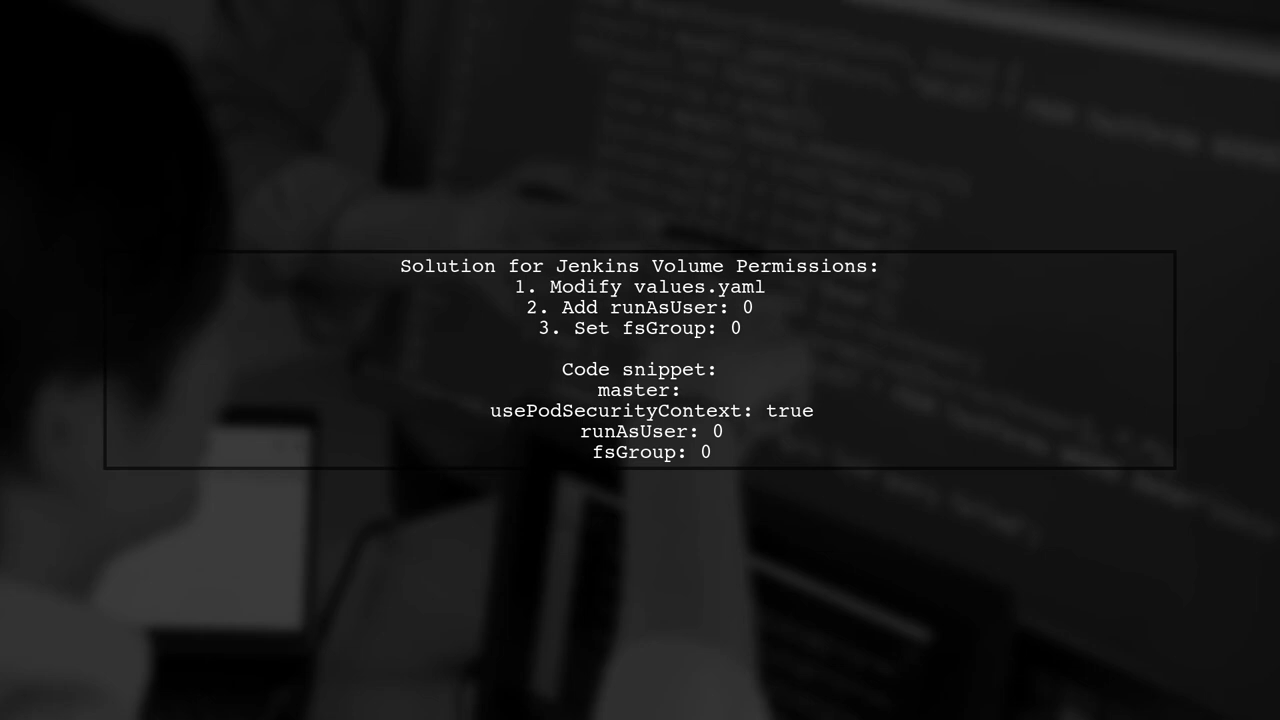 Solution for Jenkins Volume Permissions:
1. Modify values.yaml
2. Add runAsUser: 0
3. Set fsGroup: 0
Code snippet:
master:
usePodSecurityContext: true
runAsUser: 0
fsGroup: 0